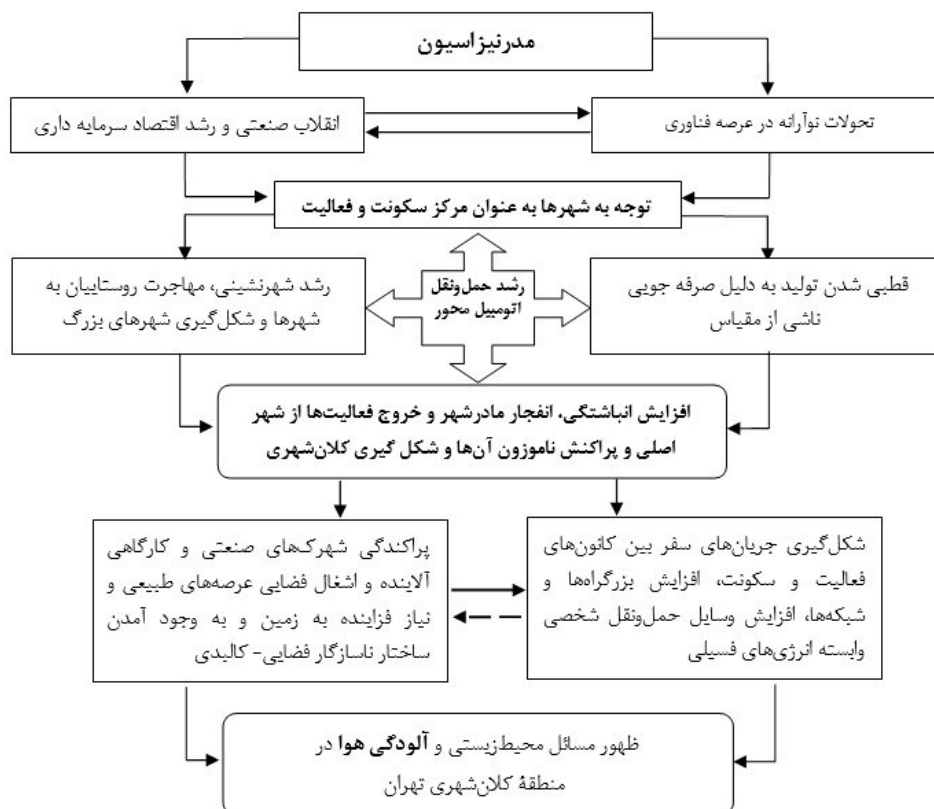 مدرنیزاسیون
تحولات نوآرانه در عرصه فناوری
انقلاب صنعتی و رشد اقتصاد سرمایه داری
توجه به شهرها به عنوان مرکز سکونت و فعالیت
قطبی شدن تولید به دلیل صرفه جویی
ناشی از مقیاس
رشد حمل‌ونقل
اتومبیل محور
رشد شهرنشینی، مهاجرت روستاییان به
شهرها و شکل‌گیری شهرهای بزرگ
افزایش انباشتگی، انفجار مادرشهر و خروج فعالیت‌ها از شهر
اصلی و پراکنش ناموزون آن‌ها و شکل گیری کلان‌شهری
شکل‌گیری جریان‌های سفر بین کانون‌های
فعالیت و سکونت، افزایش بزرگراه‌ها و
شبکه‌ها، افزایش وسایل حمل‌ونقل شخصی
وابسته انرژی‌های فسیلی
پراکندگی شهرک‌های صنعتی و کارگاهی
آلاینده و اشغال فضایی عرصه‌های طبیعی و
نیاز فزاینده به زمین و به وجود آمدن
ساختار ناسازگار فضایی- کالبدی
ظهور مسائل محیط‌زیستی و آلودگی هوا در
منطقهٔ کلان‌شهری تهران